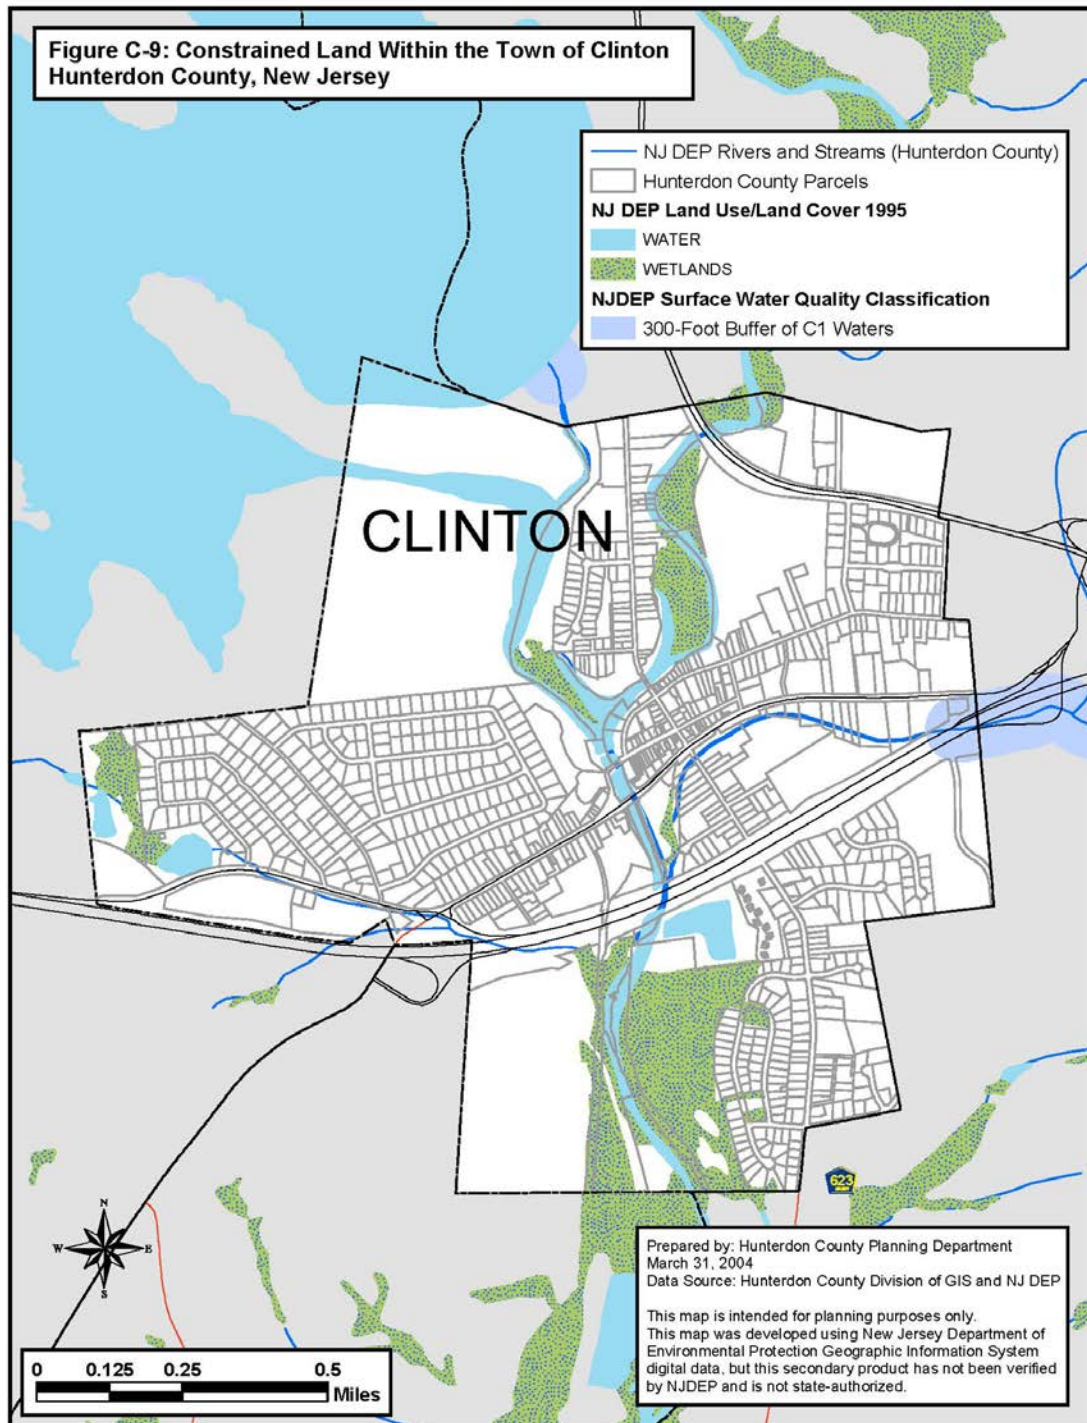 Figure C-9: Constrained Land Within the Town of Clinton
Hunterdon County, New Jersey
NJ DEP Rivers and Streams (Hunterdon County)
Hunterdon County Parcels
NJ DEP Land Use/Land Cover 1995
WATER
WETLANDS
NJDEP Surface Water Quality Classification
300-Foot Buffer of C1 Waters
CLINTON
623
N
W E
S
Prepared by: Hunterdon County Planning Department
March 31, 2004
Data Source: Hunterdon County Division of GIS and NJ DEP
This map is intended for planning purposes only.
This map was developed using New Jersey Department of
Environmental Protection Geographic Information System
digital data, but this secondary product has not been verified
by NJDEP and is not state-authorized.
0 0.125 0.25 0.5
Miles